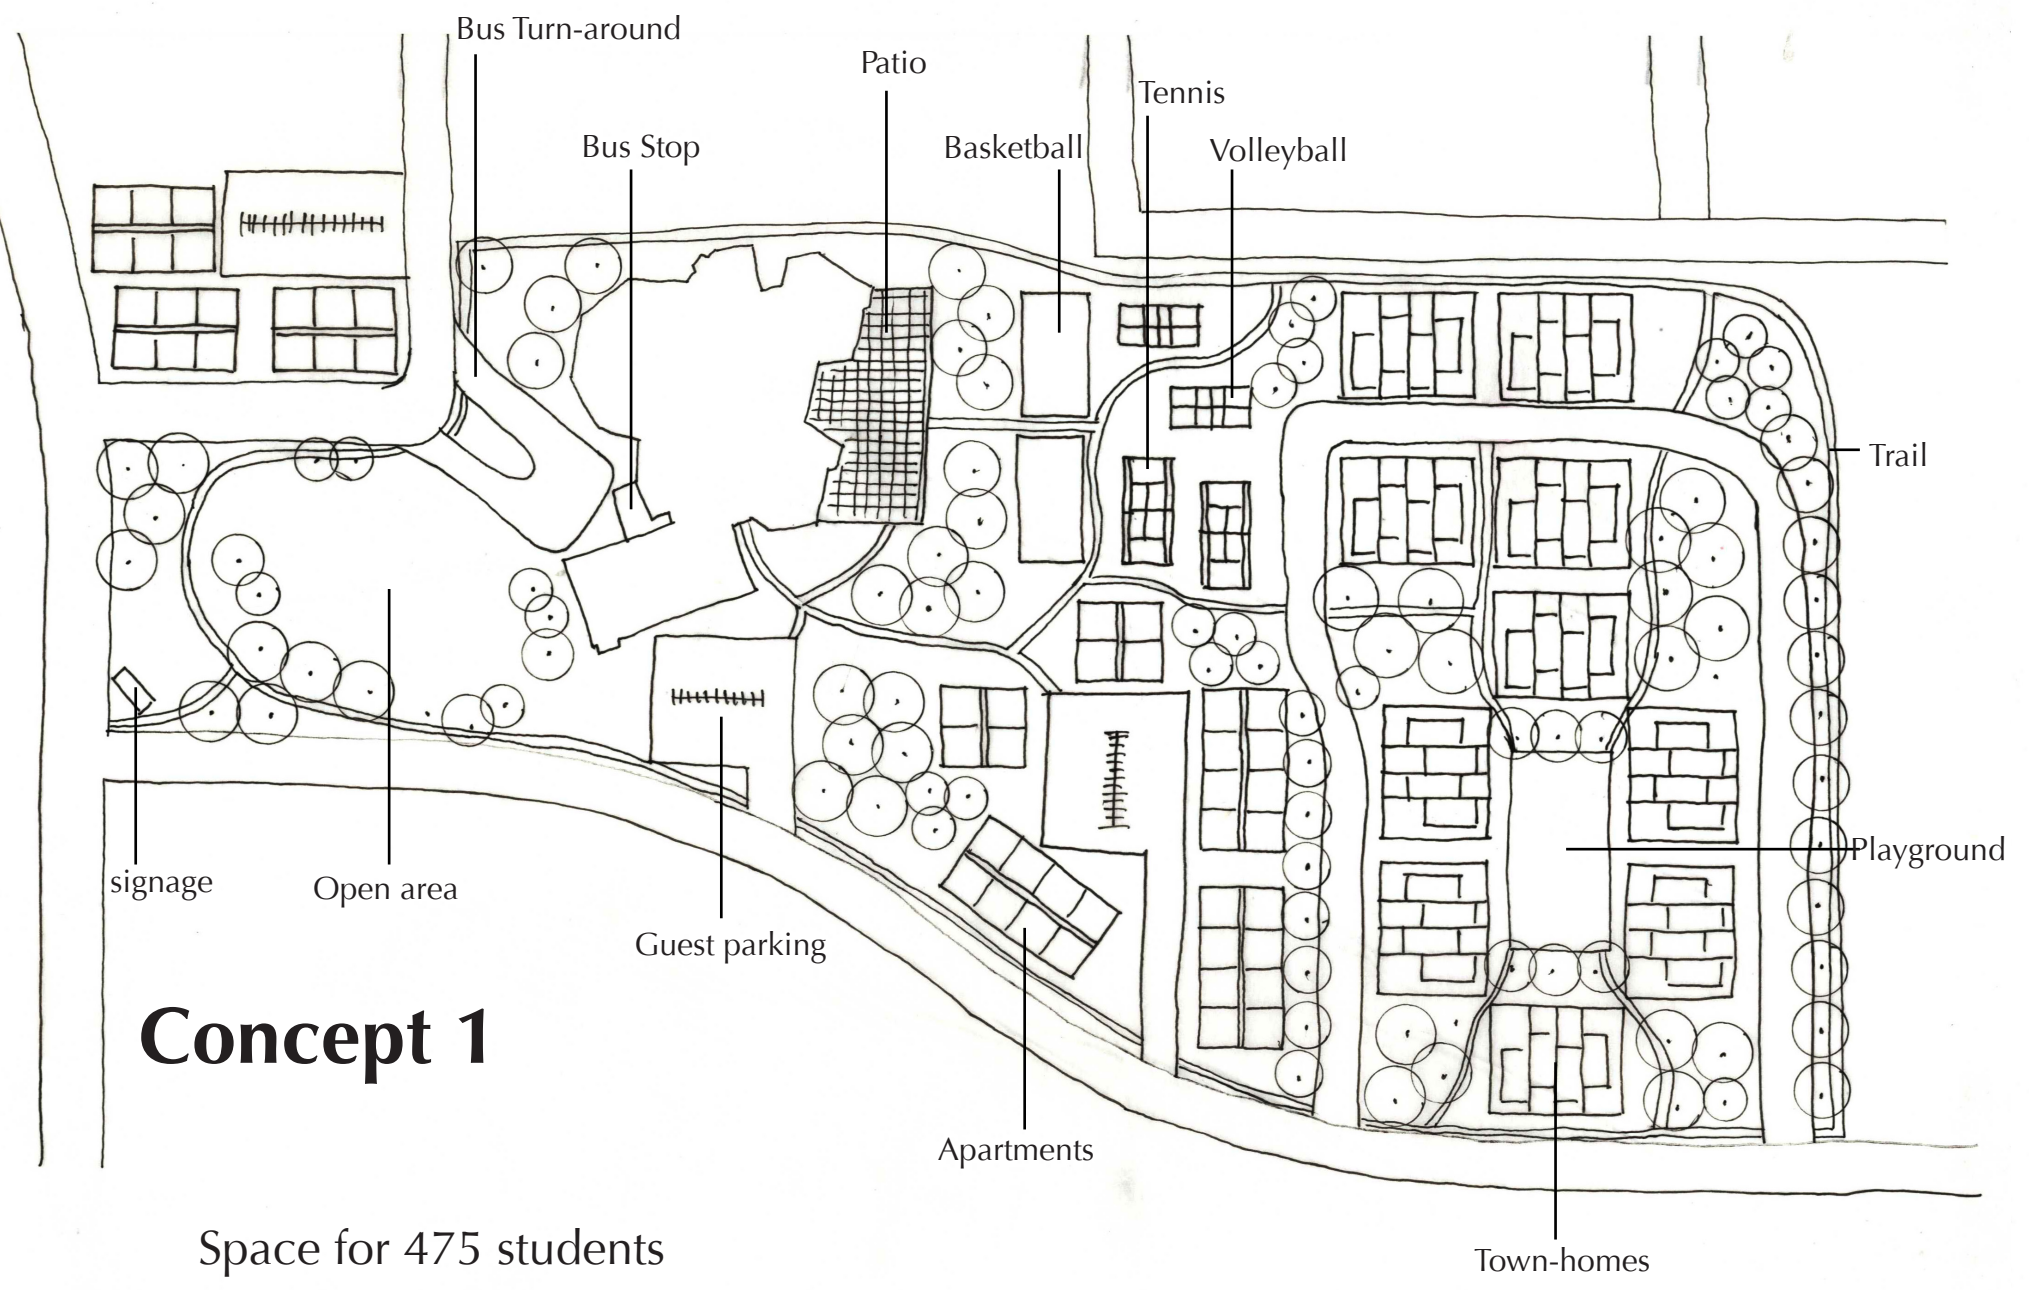 Bus Turn-around
Patio
Tennis
Bus Stop
Basketball
Volleyball
Trail
Playground
signage
Open area
Guest parking
Concept 1
Apartments
Space for 475 students
Town-homes